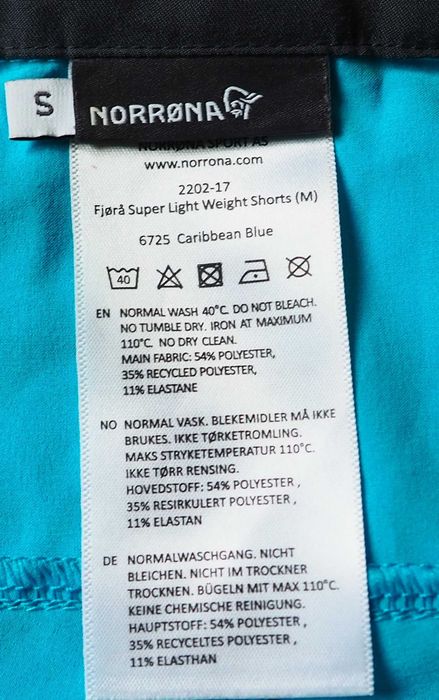 S
NORRØNA
NORRØNA SPORT AS
www.norrona.com
2202-17
Fjørå Super Light Weight Shorts (M)
6725 Caribbean Blue
40
EN NORMAL WASH 40°C. DO NOT BLEACH.
NO TUMBLE DRY. IRON AT MAXIMUM
110°C. NO DRY CLEAN.
MAIN FABRIC: 54% POLYESTER,
35% RECYCLED POLYESTER,
11% ELASTANE
NO NORMAL VASK. BLEKEMIDLER MÅ IKKE
BRUKES. IKKE TØRKETROMLING.
MAKS STRYKETEMPERATUR 110°C.
IKKE TØRR RENSING.
HOVEDSTOFF: 54% POLYESTER ,
35% RESIRKULERT POLYESTER ,
11% ELASTAN
DE NORMALWASCHGANG. NICHT
BLEICHEN. NICHT IM TROCKNER
TROCKNEN. BÜGELN MIT MAX 110°C.
KEINE CHEMISCHE REINIGUNG.
HAUPTSTOFF: 54% POLYESTER ,
35% RECYCELTES POLYESTER ,
11% ELASTHAN